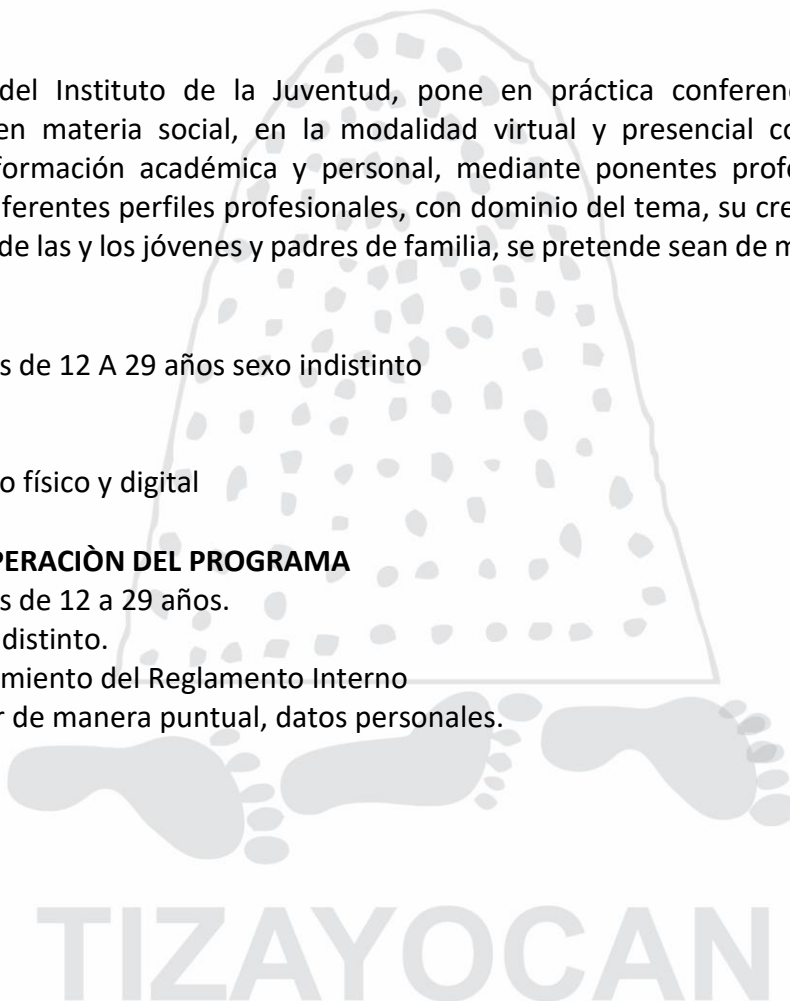 del Instituto de la Juventud, pone en práctica conferen
en materia social, en la modalidad virtual y presencial co
formación académica y personal, mediante ponentes profe
iferentes perfiles profesionales, con dominio del tema, su cre
de las y los jóvenes y padres de familia, se pretende sean de m
s de 12 A 29 años sexo indistinto
o físico y digital
PERACIÒN DEL PROGRAMA
s de 12 a 29 años.
distinto.
miento del Reglamento Interno
r de manera puntual, datos personales.
TIZAYOCAN